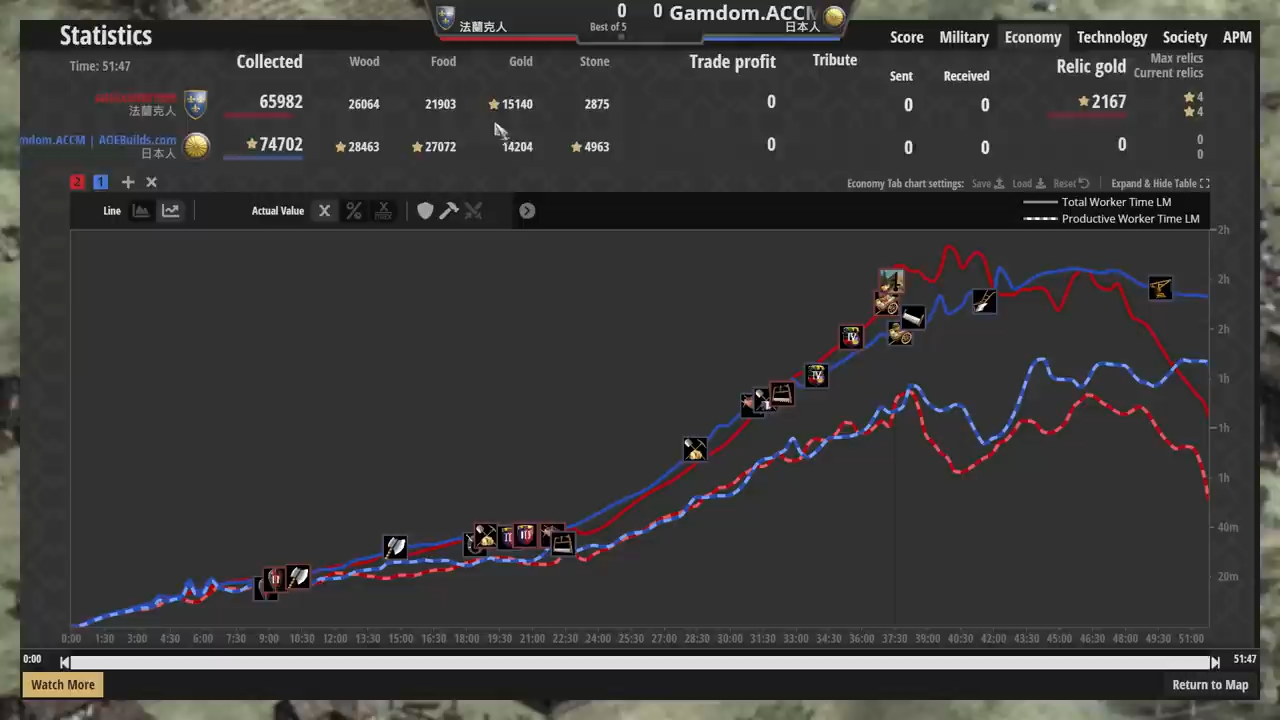 0 0 Gamdom.ACCM
法蘭克人 Best of 5 日本人
Statistics
Score Military Economy Technology Society APM
Time: 51:47
Collected Wood Food Gold Stone Trade profit Tribute Sent Received Relic gold Max relics
Current relics
法蘭克人 65982 26064 21903 15140 2875 0 0 0 2167 4
4
mdom.ACCM | AOEBuilds.com
日本人 74702 28463 27072 14204 4963 0 0 0 0 0
0
2 1 + ×
Economy Tab chart settings: Save Load Reset Expand & Hide Table
Line Actual Value X % X
Total Worker Time LM
Productive Worker Time LM
2h
2h
2h
1h
1h
1h
40m
20m
0:00 1:30 3:00 4:30 6:00 7:30 9:00 10:30 12:00 13:30 15:00 16:30 18:00 19:30 21:00 22:30 24:00 25:30 27:00 28:30 30:00 31:30 33:00 34:30 36:00 37:30 39:00 40:30 42:00 43:30 45:00 46:30 48:00 49:30 51:00
0:00 51:47
Watch More Return to Map